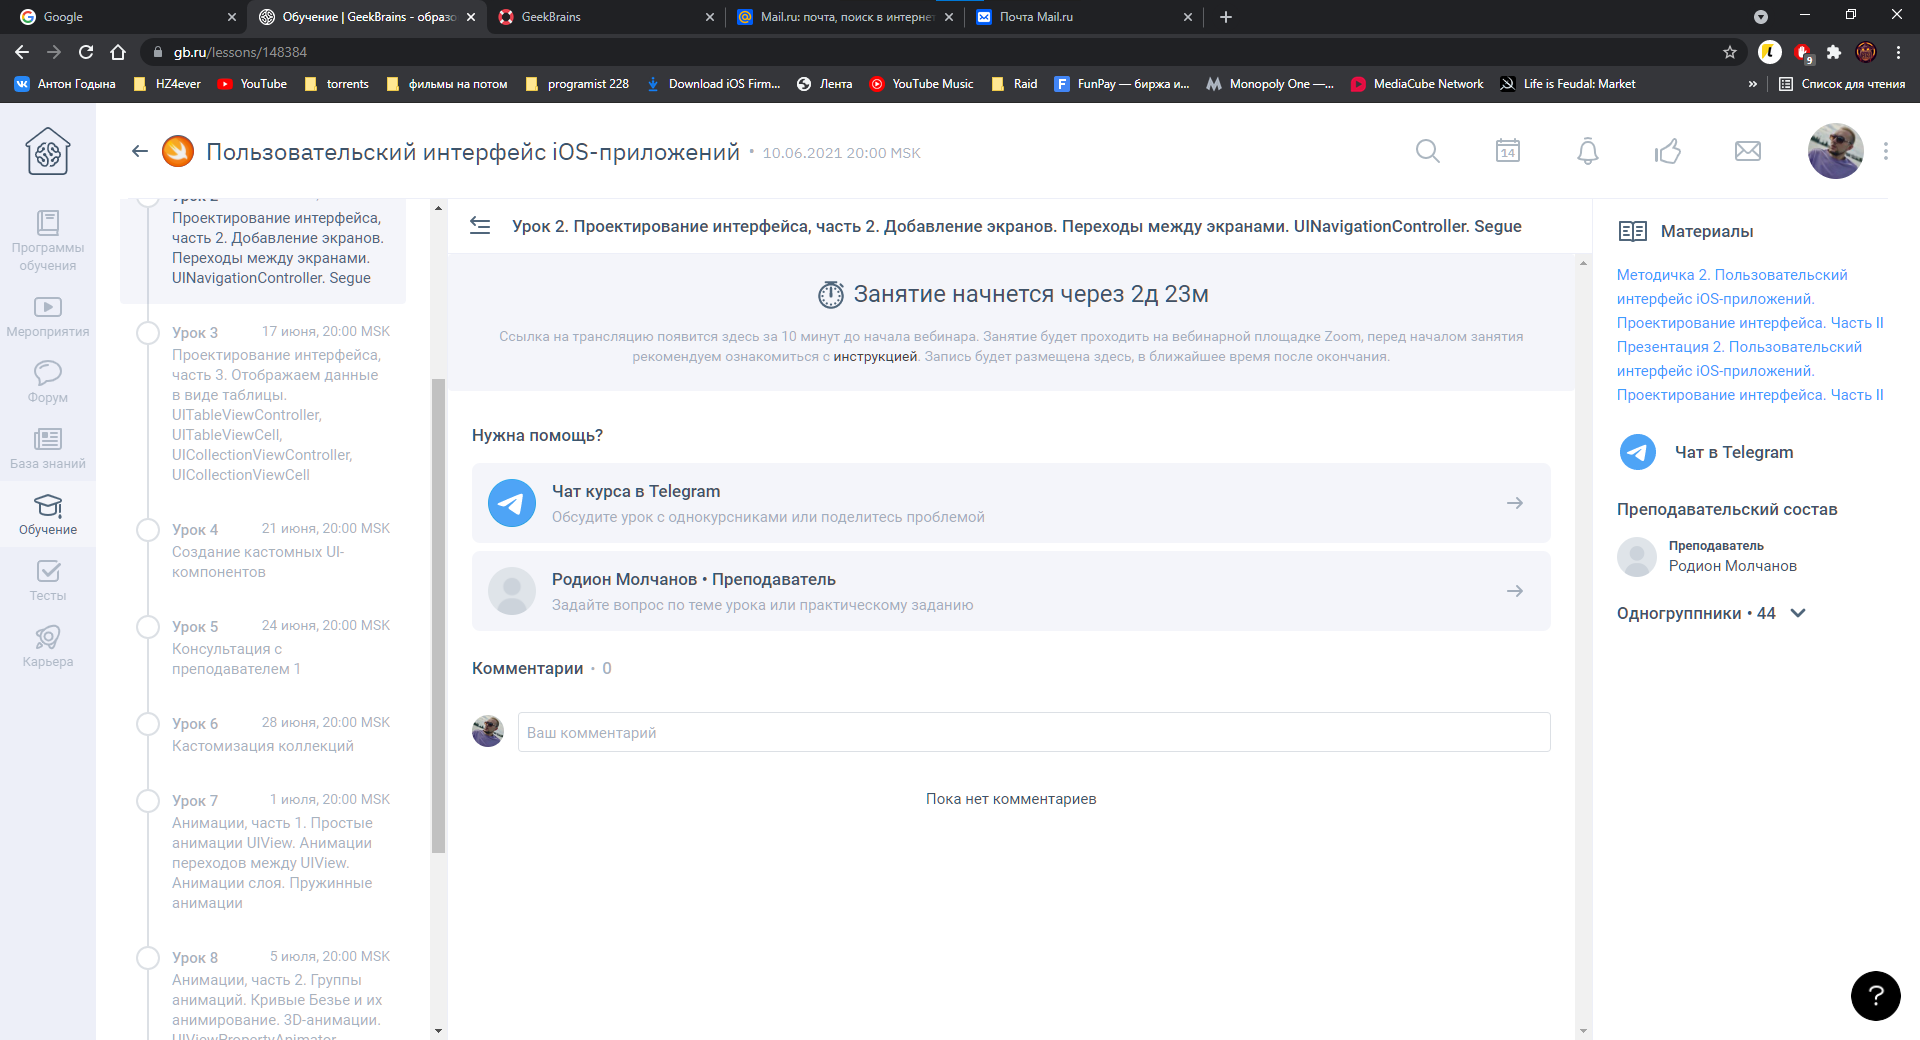 Google
Обучение | GeekBrains - образо
GeekBrains
Mail.ru: почта, поиск в интернет
Почта Mail.ru
gb.ru/lessons/148384
9
Антон Годына
HZ4ever
YouTube
torrents
фильмы на потом
programist 228
Download iOS Firm...
Лента
YouTube Music
Raid
FunPay — биржа и...
Monopoly One —...
MediaCube Network
Life is Feudal: Market
»
Список для чтения
Пользовательский интерфейс iOS-приложений • 10.06.2021 20:00 MSK
14
Программы
обучения
Мероприятия
Форум
База знаний
Обучение
Тесты
Карьера
Урок 2
Проектирование интерфейса,
часть 2. Добавление экранов.
Переходы между экранами.
UINavigationController. Segue
Урок 3 17 июня, 20:00 MSK
Проектирование интерфейса,
часть 3. Отображаем данные
в виде таблицы.
UITableViewController,
UITableViewCell,
UICollectionViewController,
UICollectionViewCell
Урок 4 21 июня, 20:00 MSK
Создание кастомных UI-
компонентов
Урок 5 24 июня, 20:00 MSK
Консультация с
преподавателем 1
Урок 6 28 июня, 20:00 MSK
Кастомизация коллекций
Урок 7 1 июля, 20:00 MSK
Анимации, часть 1. Простые
анимации UIView. Анимации
переходов между UIView.
Анимации слоя. Пружинные
анимации
Урок 8 5 июля, 20:00 MSK
Анимации, часть 2. Группы
анимаций. Кривые Безье и их
анимирование. 3D-анимации.
UIViewPropertyAnimator
Урок 2. Проектирование интерфейса, часть 2. Добавление экранов. Переходы между экранами. UINavigationController. Segue
Занятие начнется через 2д 23м
Ссылка на трансляцию появится здесь за 10 минут до начала вебинара. Занятие будет проходить на вебинарной площадке Zoom, перед началом занятия
рекомендуем ознакомиться с инструкцией. Запись будет размещена здесь, в ближайшее время после окончания.
Нужна помощь?
Чат курса в Telegram
Обсудите урок с однокурсниками или поделитесь проблемой
Родион Молчанов • Преподаватель
Задайте вопрос по теме урока или практическому заданию
Комментарии • 0
Ваш комментарий
Пока нет комментариев
Материалы
Методичка 2. Пользовательский
интерфейс iOS-приложений.
Проектирование интерфейса. Часть II
Презентация 2. Пользовательский
интерфейс iOS-приложений.
Проектирование интерфейса. Часть II
Чат в Telegram
Преподавательский состав
Преподаватель
Родион Молчанов
Одногруппники • 44
?